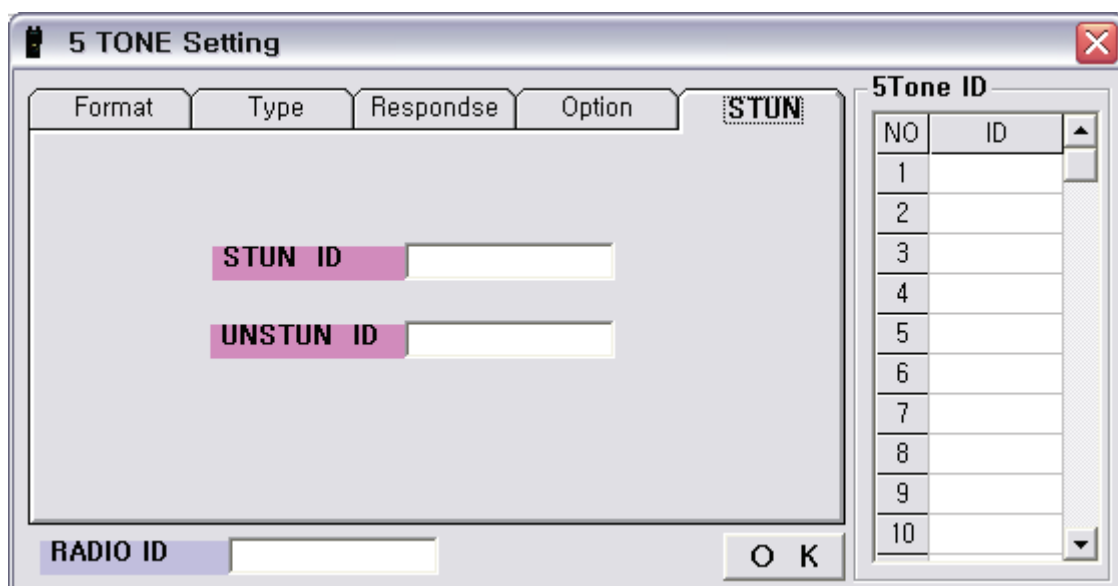 5 TONE Setting
Format Type Respondse Option STUN
STUN ID
UNSTUN ID
RADIO ID
O K
5Tone ID
NO ID
1
2
3
4
5
6
7
8
9
10